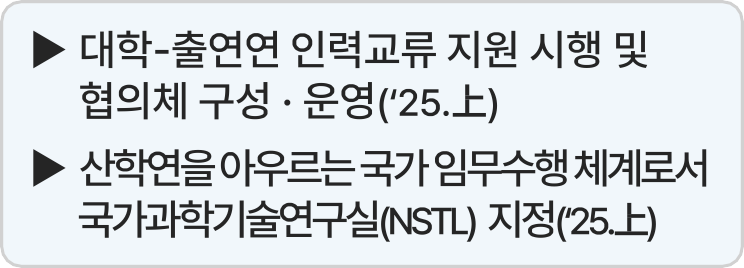 ▶ 대학-출연연 인력교류 지원 시행 및
협의체 구성 · 운영(‘25.上)
▶ 산학연을 아우르는 국가 임무수행 체계로서
국가과학기술연구실(NSTL) 지정(‘25.上)